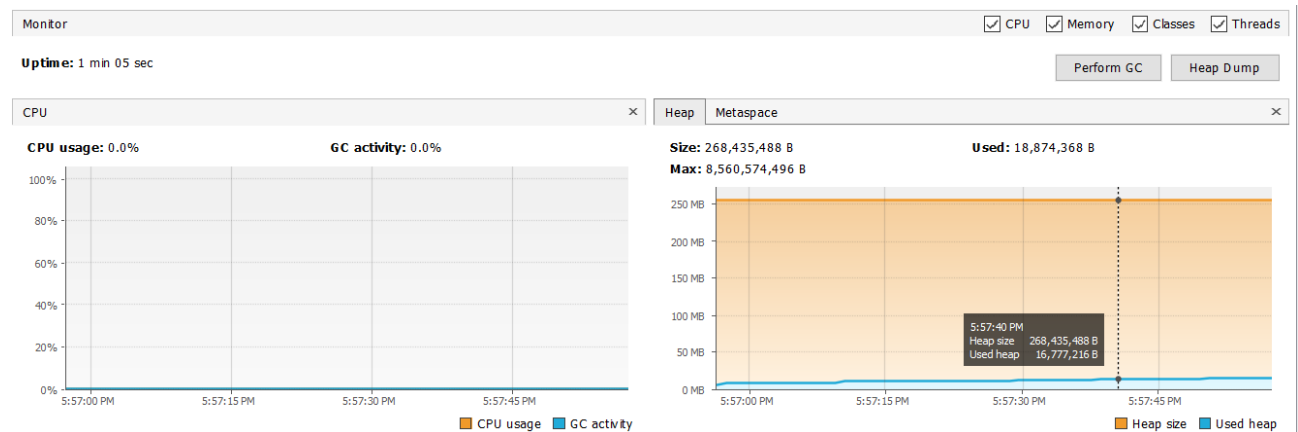 Monitor
CPU Memory Classes Threads
Uptime: 1 min 05 sec
Perform GC Heap Dump
CPU ×
CPU usage: 0.0% GC activity: 0.0%
100%
80%
60%
40%
20%
0%
5:57:00 PM 5:57:15 PM 5:57:30 PM 5:57:45 PM
CPU usage GC activity
Heap Metaspace ×
Size: 268,435,488 B Used: 18,874,368 B
Max: 8,560,574,496 B
250 MB
200 MB
150 MB
100 MB
50 MB
0 MB
5:57:40 PM
Heap size 268,435,488 B
Used heap 16,777,216 B
5:57:00 PM 5:57:15 PM 5:57:30 PM 5:57:45 PM
Heap size Used heap